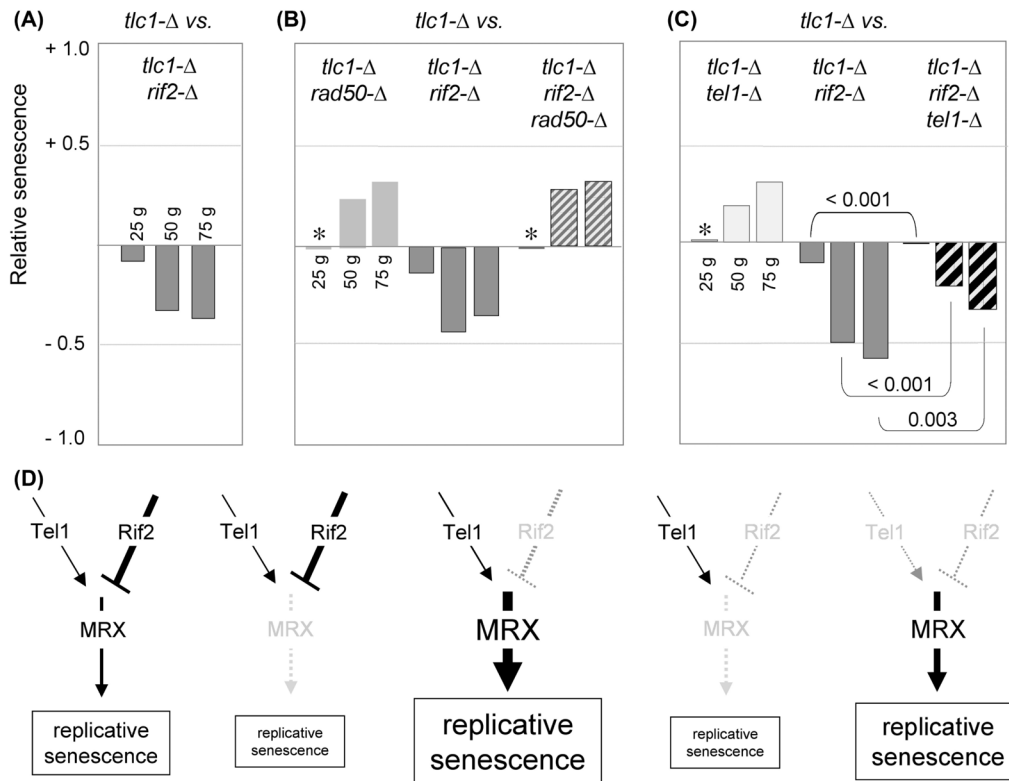 (A)
tlc1-Δ vs.
+ 1.0
+ 0.5
- 0.5
- 1.0
Relative senescence
tlc1-Δ
rif2-Δ
25 g
50 g
75 g
(B)
tlc1-Δ vs.
tlc1-Δ
rad50-Δ
tlc1-Δ
rif2-Δ
tlc1-Δ
rif2-Δ
rad50-Δ
*
25 g
50 g
75 g
*
(C)
tlc1-Δ vs.
tlc1-Δ
tel1-Δ
tlc1-Δ
rif2-Δ
tlc1-Δ
rif2-Δ
tel1-Δ
*
25 g
50 g
75 g
< 0.001
< 0.001
0.003
(D)
Tel1
Rif2
MRX
replicative
senescence
Tel1
Rif2
MRX
replicative
senescence
Tel1
Rif2
MRX
replicative
senescence
Tel1
Rif2
MRX
replicative
senescence
Tel1
Rif2
MRX
replicative
senescence